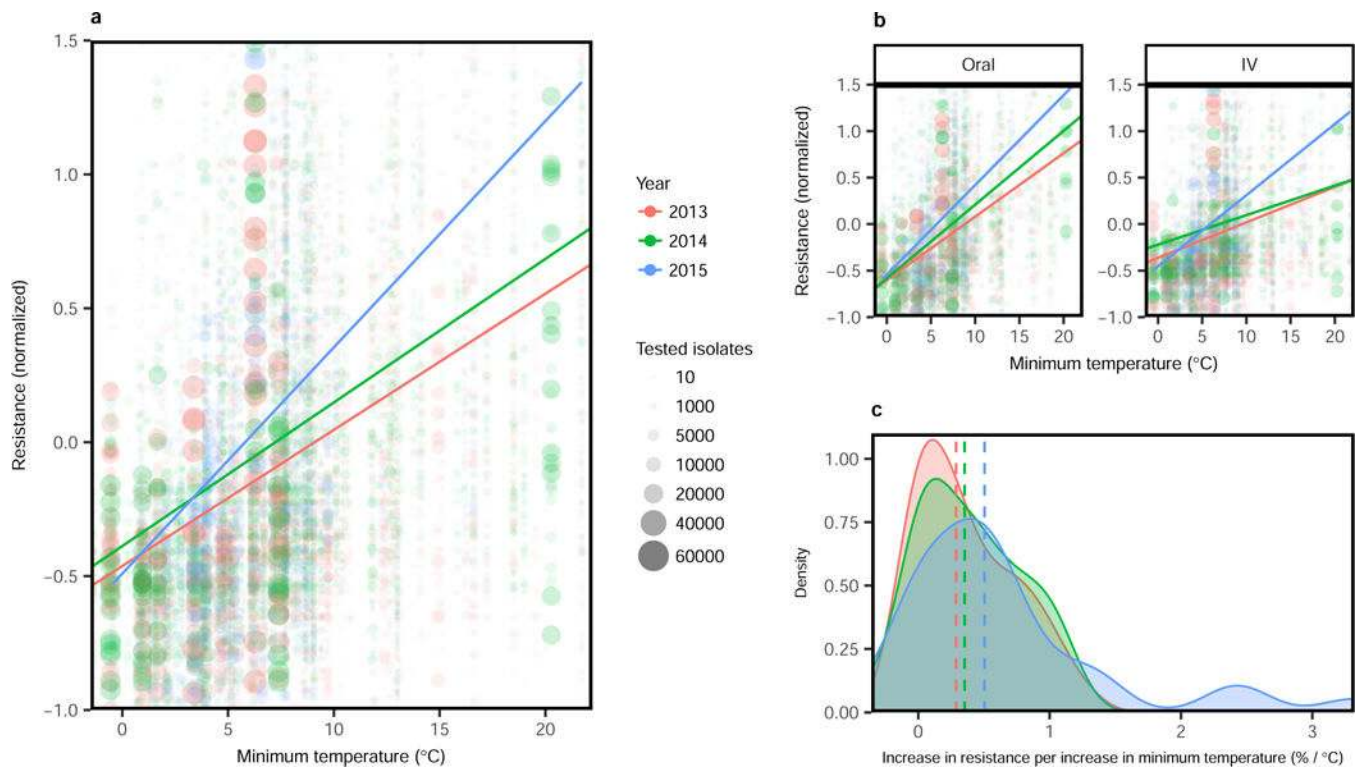 a
1.5
1.0
0.5
0.0
−0.5
−1.0
Resistance (normalized)
0 5 10 15 20
Minimum temperature (°C)
Year
2013
2014
2015
Tested isolates
10
1000
5000
10000
20000
40000
60000
b
Oral IV
1.5 1.5
1.0 1.0
0.5 0.5
0.0 0.0
−0.5 −0.5
−1.0 −1.0
Resistance (normalized)
0 5 10 15 20 0 5 10 15 20
Minimum temperature (°C)
c
1.00
0.75
0.50
0.25
0.00
Density
0 1 2 3
Increase in resistance per increase in minimum temperature (% / °C)